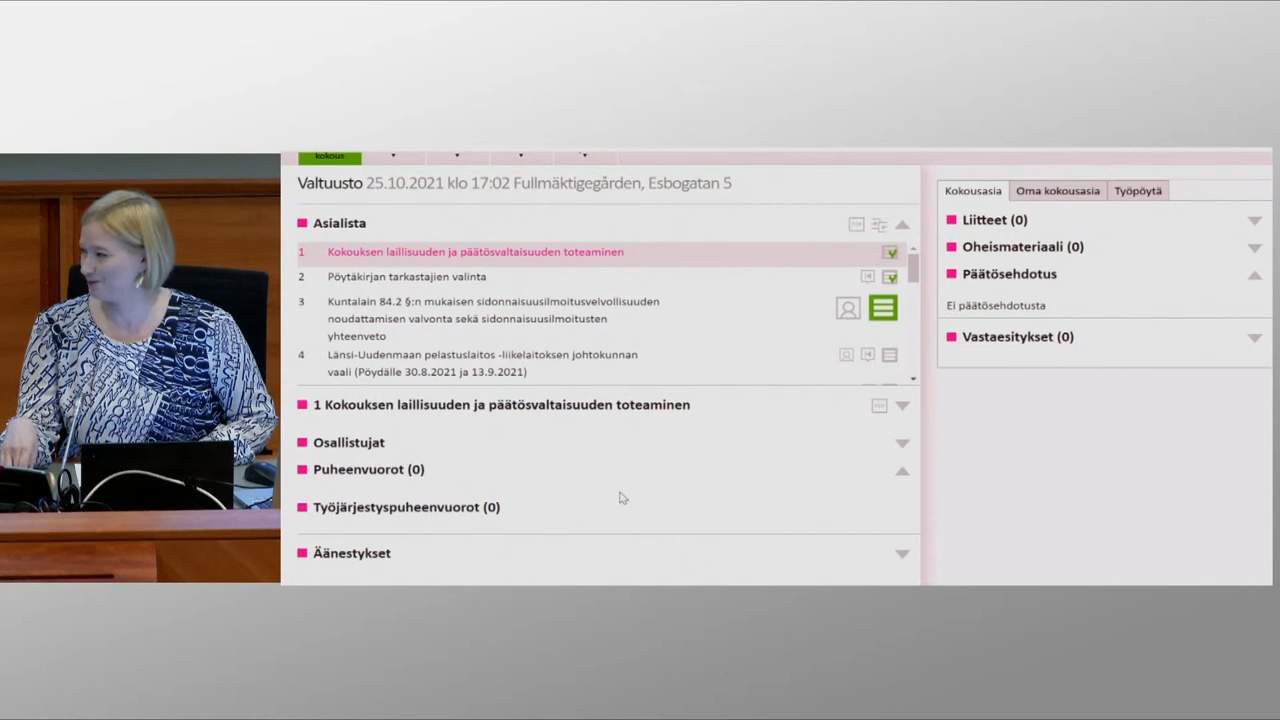 kokous
Valtuusto 25.10.2021 klo 17:02 Fullmäktigegården, Esbogatan 5
Asialista
1 Kokouksen laillisuuden ja päätösvaltaisuuden toteaminen
2 Pöytäkirjan tarkastajien valinta
3 Kuntalain 84.2 §:n mukaisen sidonnaisuusilmoitusvelvollisuuden
noudattamisen valvonta sekä sidonnaisuusilmoitusten
yhteenveto
4 Länsi-Uudenmaan pelastuslaitos -liikelaitoksen johtokunnan
vaali (Pöydälle 30.8.2021 ja 13.9.2021)
1 Kokouksen laillisuuden ja päätösvaltaisuuden toteaminen
Osallistujat
Puheenvuorot (0)
Työjärjestyspuheenvuorot (0)
Äänestykset
Kokousasia Oma kokousasia Työpöytä
Liitteet (0)
Oheismateriaali (0)
Päätösehdotus
Ei päätösehdotusta
Vastaesitykset (0)